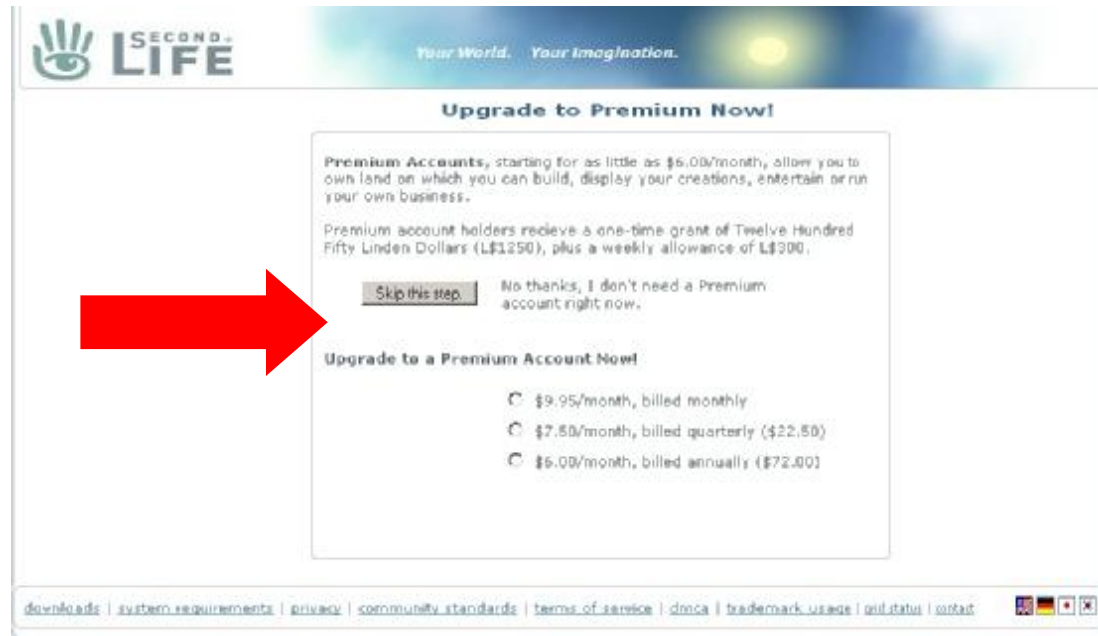 SECOND
LIFE
Your World. Your Imagination.
Upgrade to Premium Now!
Premium Accounts, starting for as little as $6.00/month, allow you to
own land on which you can build, display your creations, entertain or run
your own business.
Premium account holders recieve a one-time grant of Twelve Hundred
Fifty Linden Dollars (L$1250), plus a weekly allowance of L$300.
Skip this step.
No thanks, I don't need a Premium
account right now.
Upgrade to a Premium Account Now!
$9.95/month, billed monthly
$7.50/month, billed quarterly ($22.50)
$6.00/month, billed annually ($72.00)
downloads | system requirements | privacy | community standards | terms of service | dmca | trademark usage | grid status | contact